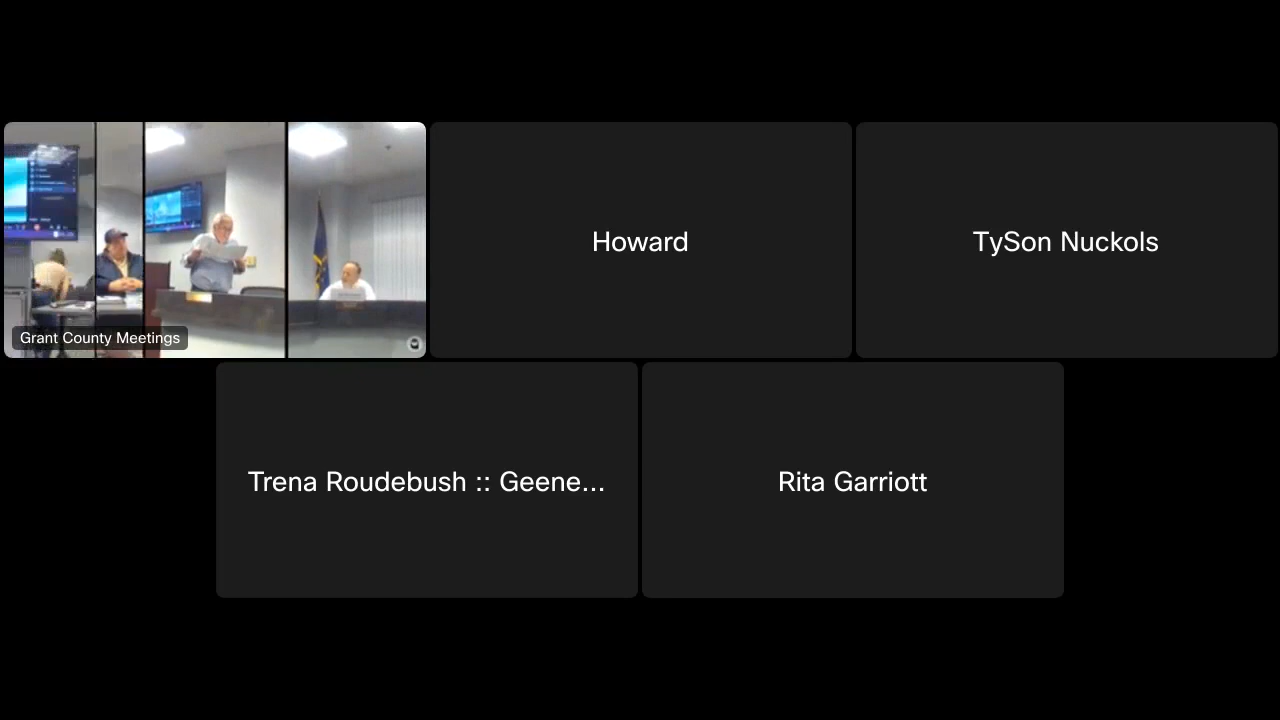 Grant County Meetings
Howard
TySon Nuckols
Trena Roudebush :: Geene...
Rita Garriott